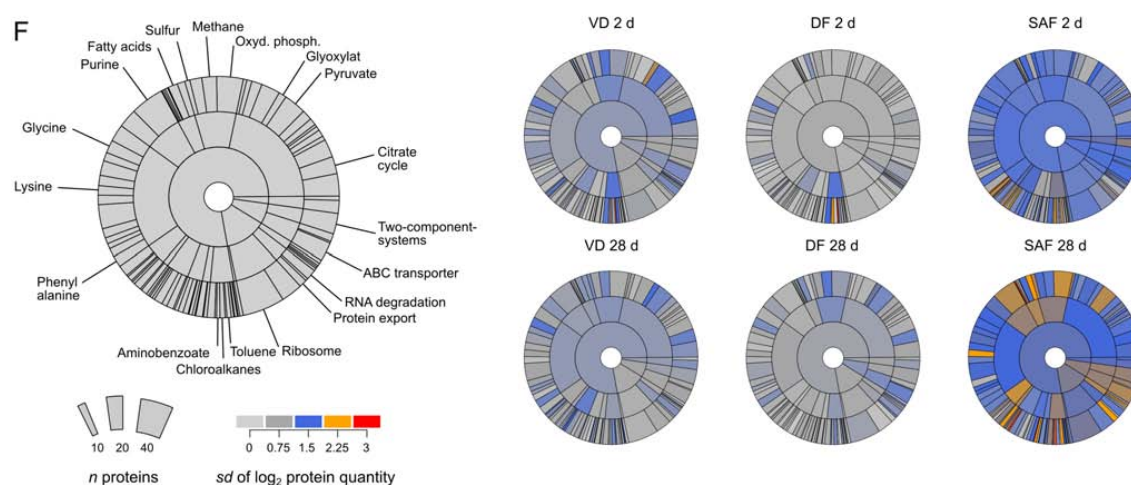 F
Sulfur
Methane
Fatty acids
Oxyd. phosph.
Purine
Glyoxylat
Pyruvate
Glycine
Citrate
cycle
Lysine
Two-component-
systems
Phenyl
alanine
ABC transporter
RNA degradation
Protein export
Aminobenzoate
Toluene
Ribosome
Chloroalkanes
10 20 40
n proteins
0 0.75 1.5 2.25 3
sd of log2 protein quantity
VD 2 d
DF 2 d
SAF 2 d
VD 28 d
DF 28 d
SAF 28 d